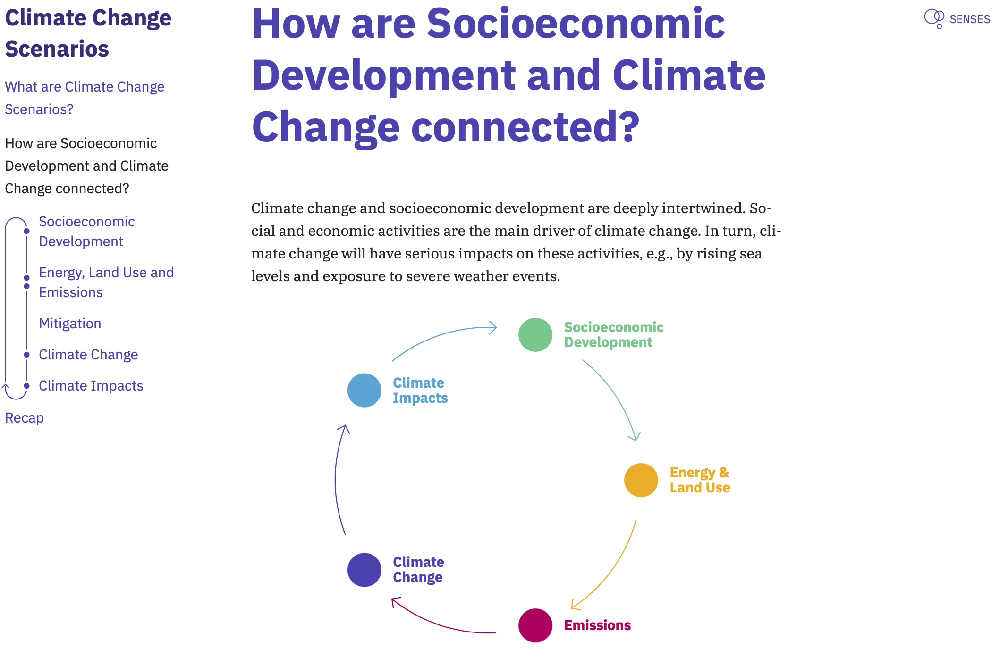 Climate Change
Scenarios
What are Climate Change
Scenarios?
How are Socioeconomic
Development and Climate
Change connected?
Socioeconomic
Development
Energy, Land Use and
Emissions
Mitigation
Climate Change
Climate Impacts
Recap
How are Socioeconomic
Development and Climate
Change connected?
SENSES
Climate change and socioeconomic development are deeply intertwined. So-
cial and economic activities are the main driver of climate change. In turn, cli-
mate change will have serious impacts on these activities, e.g., by rising sea
levels and exposure to severe weather events.
Socioeconomic
Development
Climate
Impacts
Energy &
Land Use
Climate
Change
Emissions